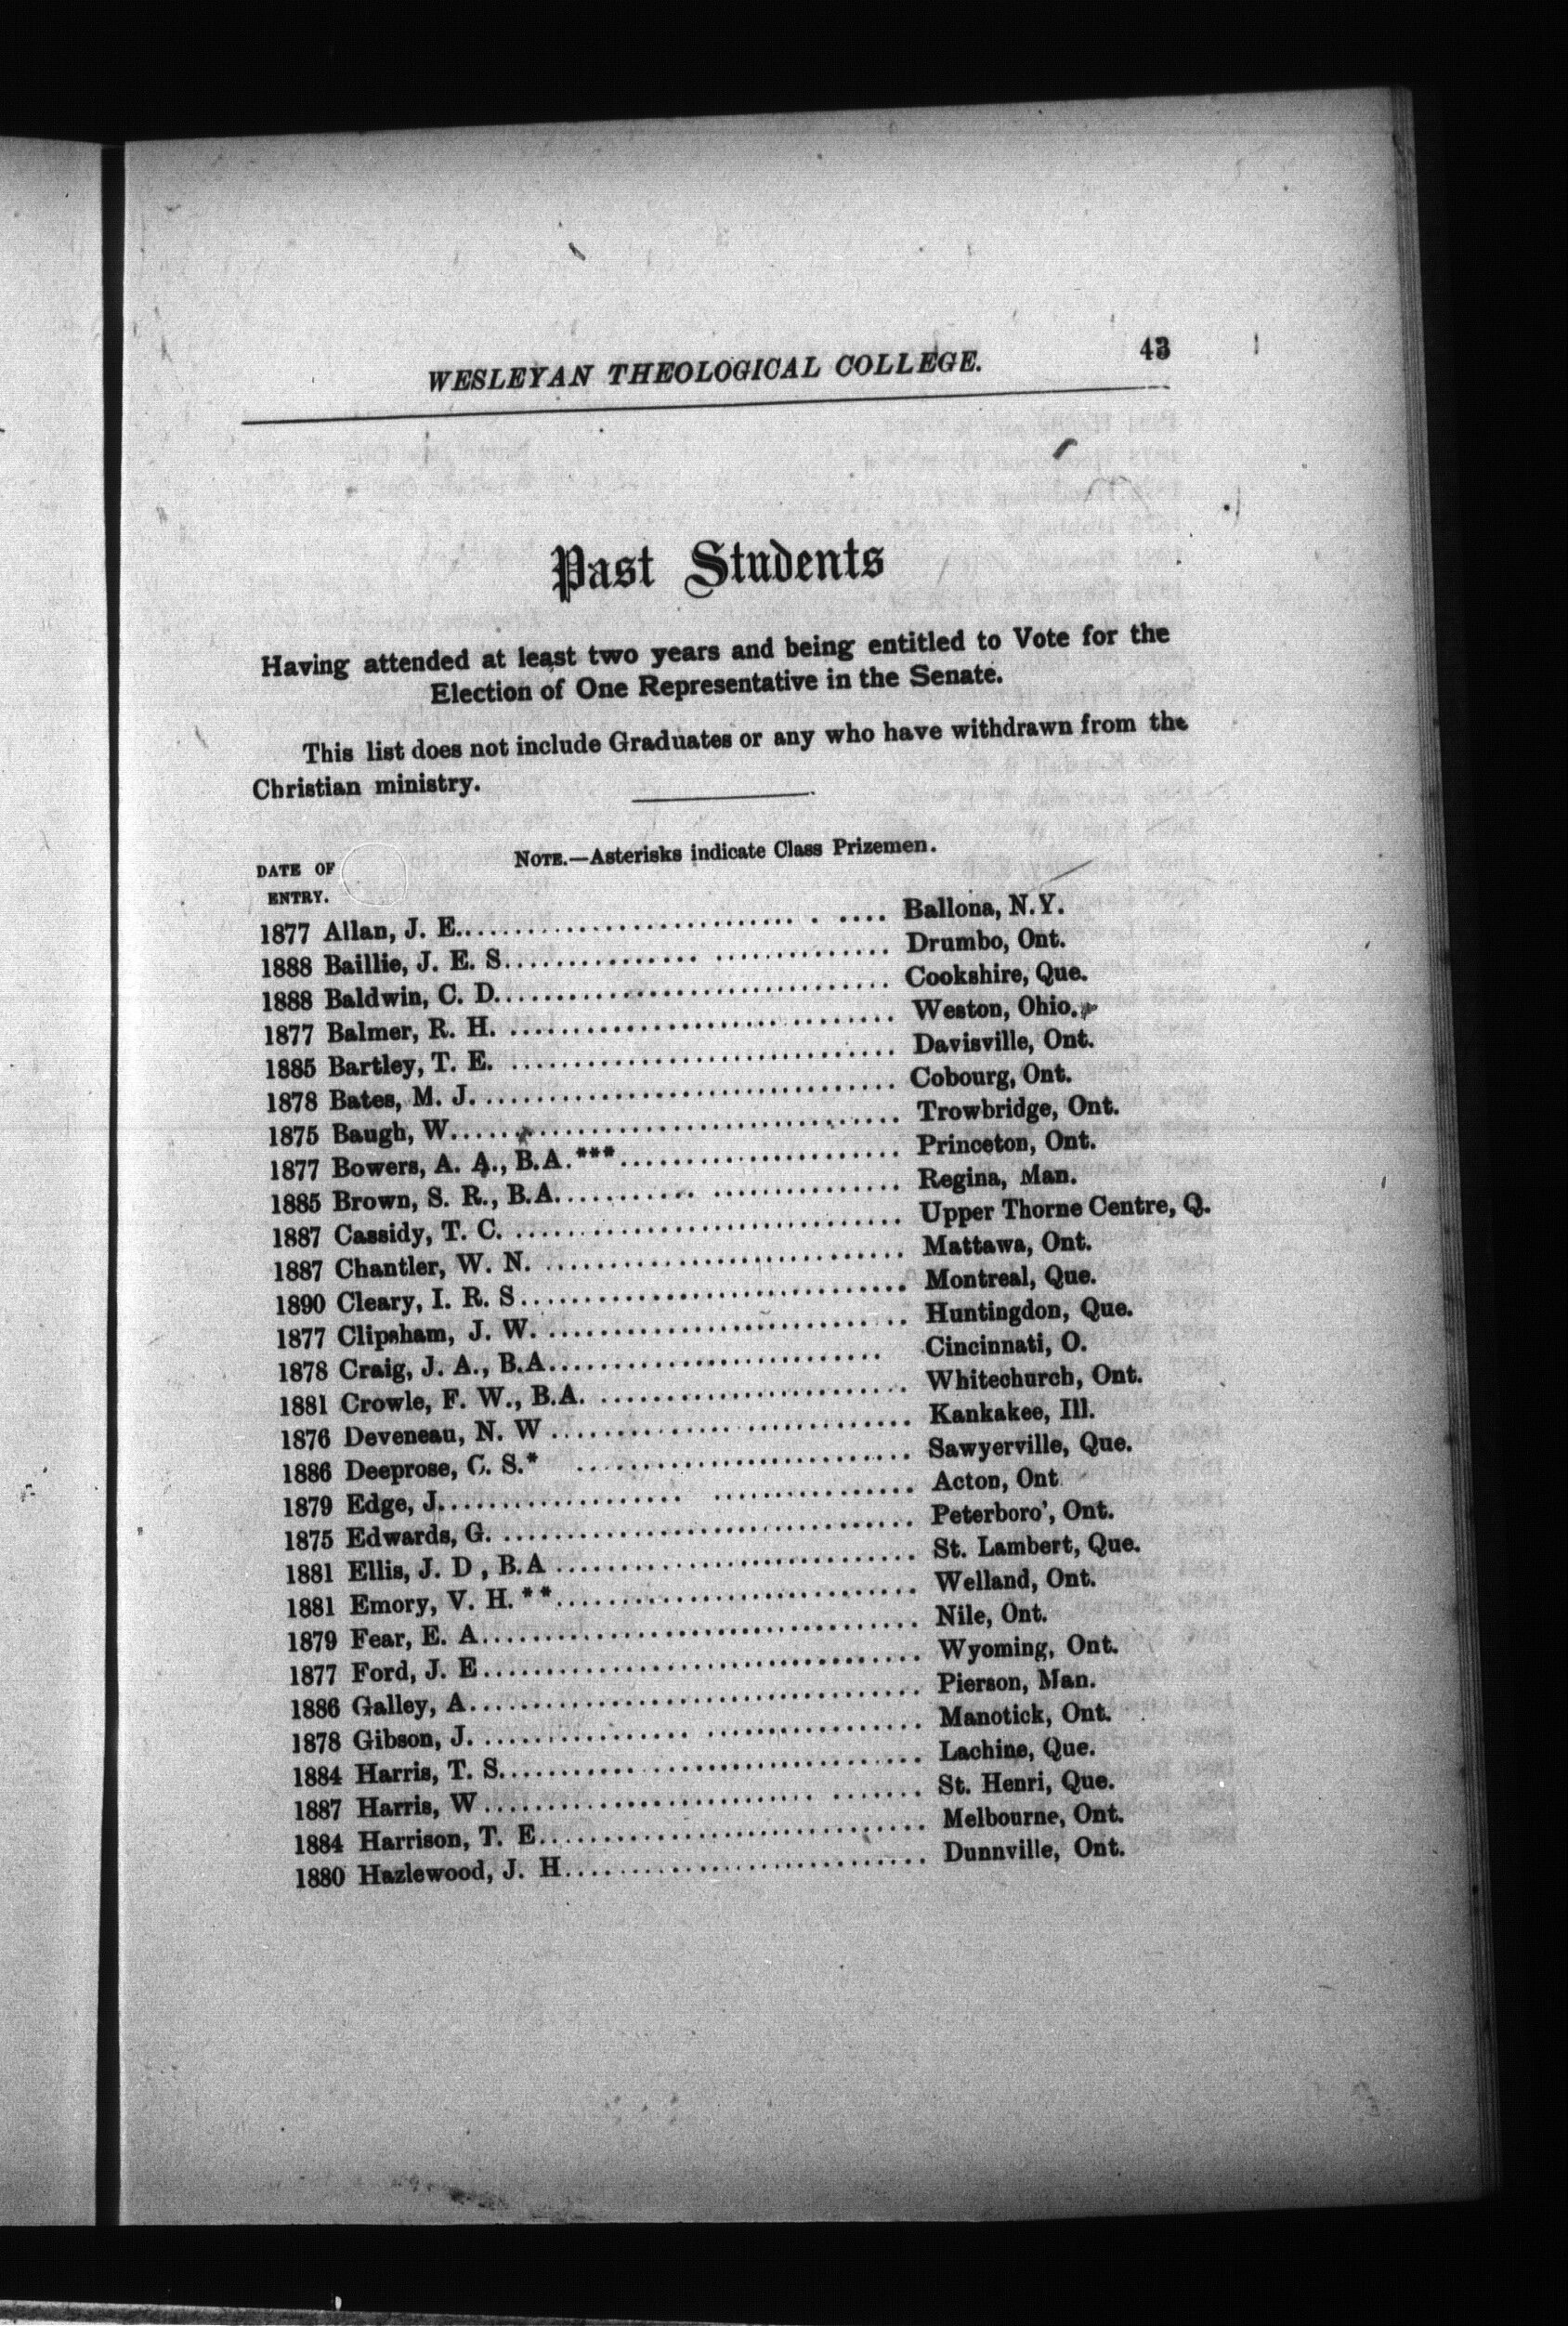 WESLEYAN THEOLOGICAL COLLEGE. 43
Past Students
Having attended at least two years and being entitled to Vote for the
Election of One Representative in the Senate.
This list does not include Graduates or any who have withdrawn from the
Christian ministry.
NOTE.—Asterisks indicate Class Prizemen.
DATE OF
ENTRY.
1877 Allan, J. E. .............................. . .... Ballona, N.Y.
1888 Baillie, J. E. S. .............................. Drumbo, Ont.
1888 Baldwin, C. D. .............................. Cookshire, Que.
1877 Balmer, R. H. .............................. Weston, Ohio.
1885 Bartley, T. E. .............................. Davisville, Ont.
1878 Bates, M. J. .............................. Cobourg, Ont.
1875 Baugh, W. .............................. Trowbridge, Ont.
1877 Bowers, A. A., B.A.*** .............................. Princeton, Ont.
1885 Brown, S. R., B.A. .............................. Regina, Man.
1887 Cassidy, T. C. .............................. Upper Thorne Centre, Q.
1887 Chantler, W. N. .............................. Mattawa, Ont.
1890 Cleary, I. R. S .............................. Montreal, Que.
1877 Clipsham, J. W. .............................. Huntingdon, Que.
1878 Craig, J. A., B.A. .............................. Cincinnati, O.
1881 Crowle, F. W., B.A. .............................. Whitechurch, Ont.
1876 Deveneau, N. W .............................. Kankakee, Ill.
1886 Deeprose, C. S.* .............................. Sawyerville, Que.
1879 Edge, J. .............................. Acton, Ont
1875 Edwards, G. .............................. Peterboro', Ont.
1881 Ellis, J. D , B.A .............................. St. Lambert, Que.
1881 Emory, V. H.** .............................. Welland, Ont.
1879 Fear, E. A. .............................. Nile, Ont.
1877 Ford, J. E .............................. Wyoming, Ont.
1886 Galley, A. .............................. Pierson, Man.
1878 Gibson, J. .............................. Manotick, Ont.
1884 Harris, T. S. .............................. Lachine, Que.
1887 Harris, W .............................. St. Henri, Que.
1884 Harrison, T. E. .............................. Melbourne, Ont.
1880 Hazlewood, J. H. .............................. Dunnville, Ont.